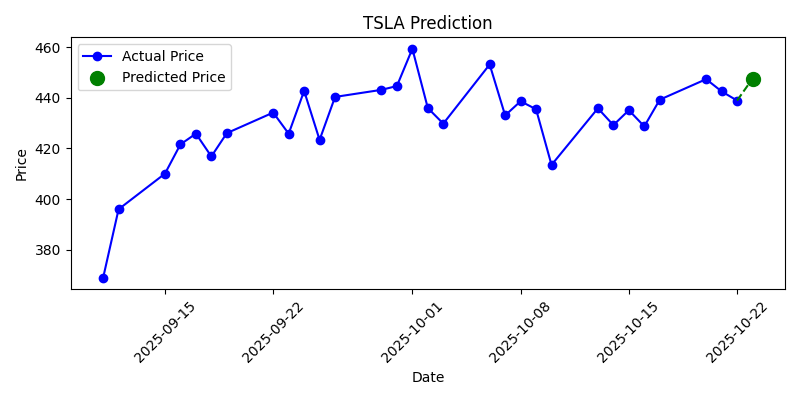 TSLA Prediction
Actual Price
Predicted Price
Price
460
440
420
400
380
2025-09-15
2025-09-22
2025-10-01
2025-10-08
2025-10-15
2025-10-22
Date